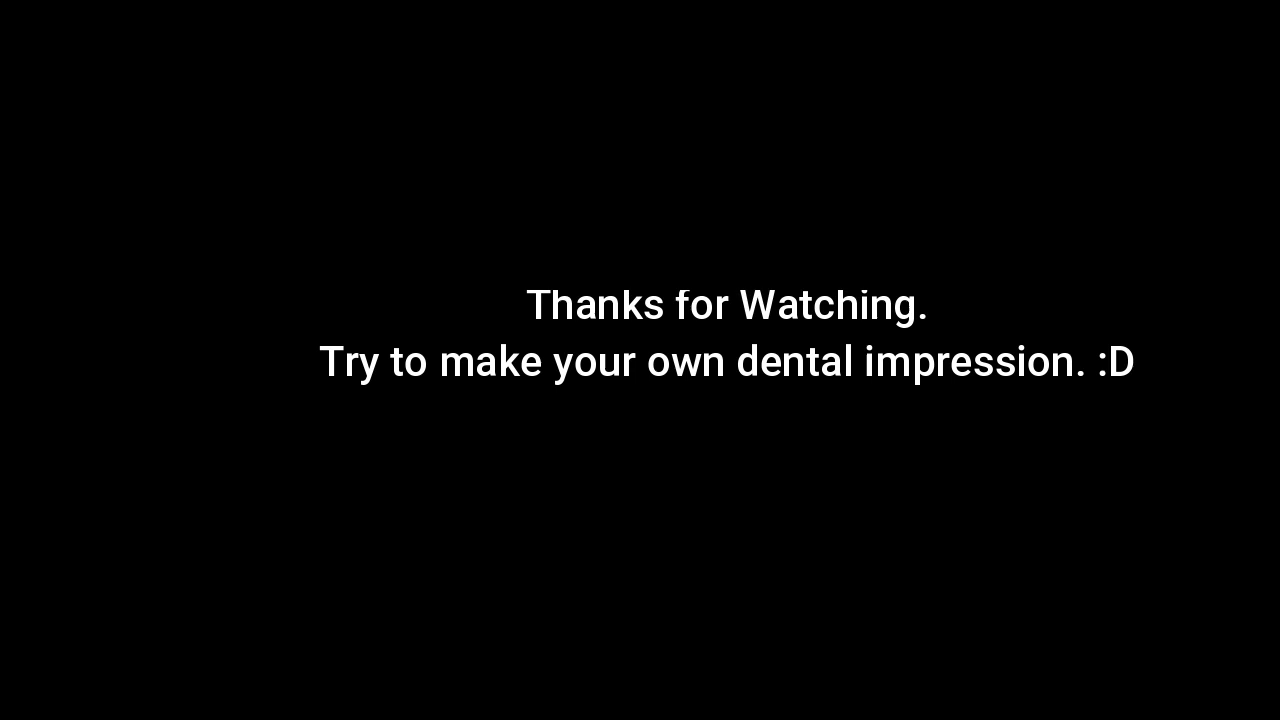 Thanks for Watching.
Try to make your own dental impression. :D